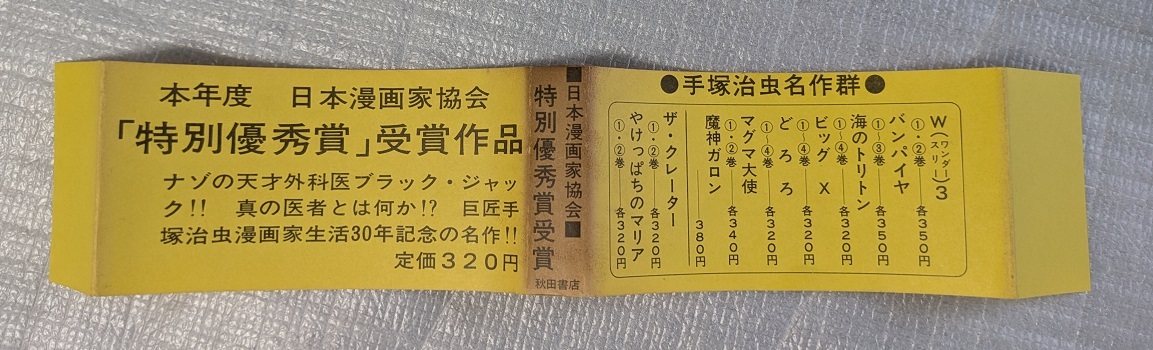 本年度 日本漫画家協会
「特別優秀賞」受賞作品
ナゾの天才外科医ブラック・ジャッ
ク!! 真の医者とは何か!? 巨匠手
塚治虫漫画家生活30年記念の名作!!
定価320円
■日本漫画家協会■
特別優秀賞受賞
秋田書店
●手塚治虫名作群●
W(ワンダースリー)3
①・②巻──各350円
バンパイヤ
①~③巻──各350円
海のトリトン
①~④巻──各320円
ビッグX
①~④巻──各320円
どろろ
①~④巻──各320円
マグマ大使
①・②巻──各340円
魔神ガロン
──380円
ザ・クレーター
①・②巻──各320円
やけっぱちのマリア
①・②巻──各320円